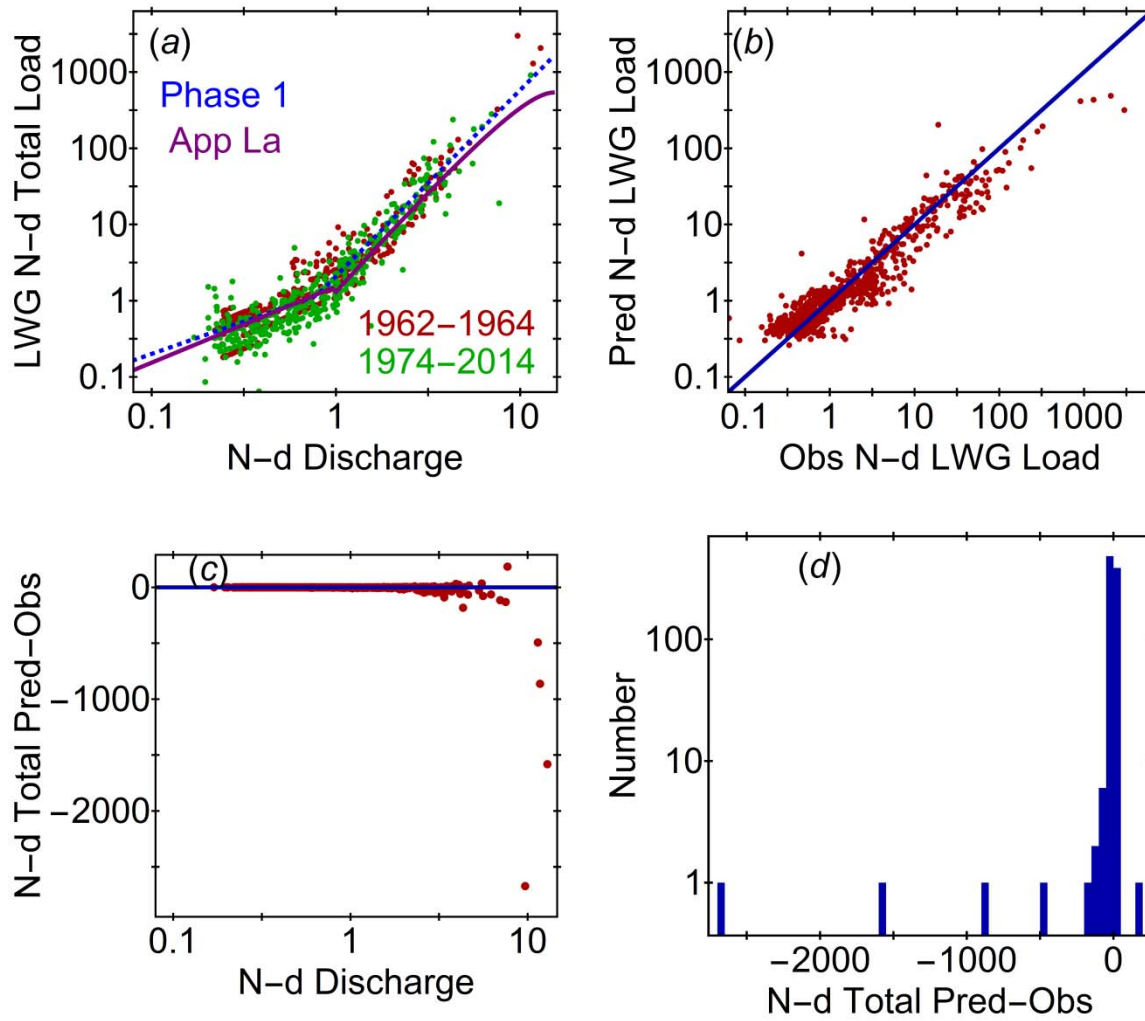 (a)
Phase 1
App La
1962−1964
1974−2014
LWG N−d Total Load
1000
100
10
1
0.1
0.1 1 10
N−d Discharge
(b)
Pred N−d LWG Load
1000
100
10
1
0.1
0.1 1 10 100 1000
Obs N−d LWG Load
(c)
N−d Total Pred−Obs
0
−1000
−2000
0.1 1 10
N−d Discharge
(d)
Number
100
10
1
−2000 −1000 0
N−d Total Pred−Obs